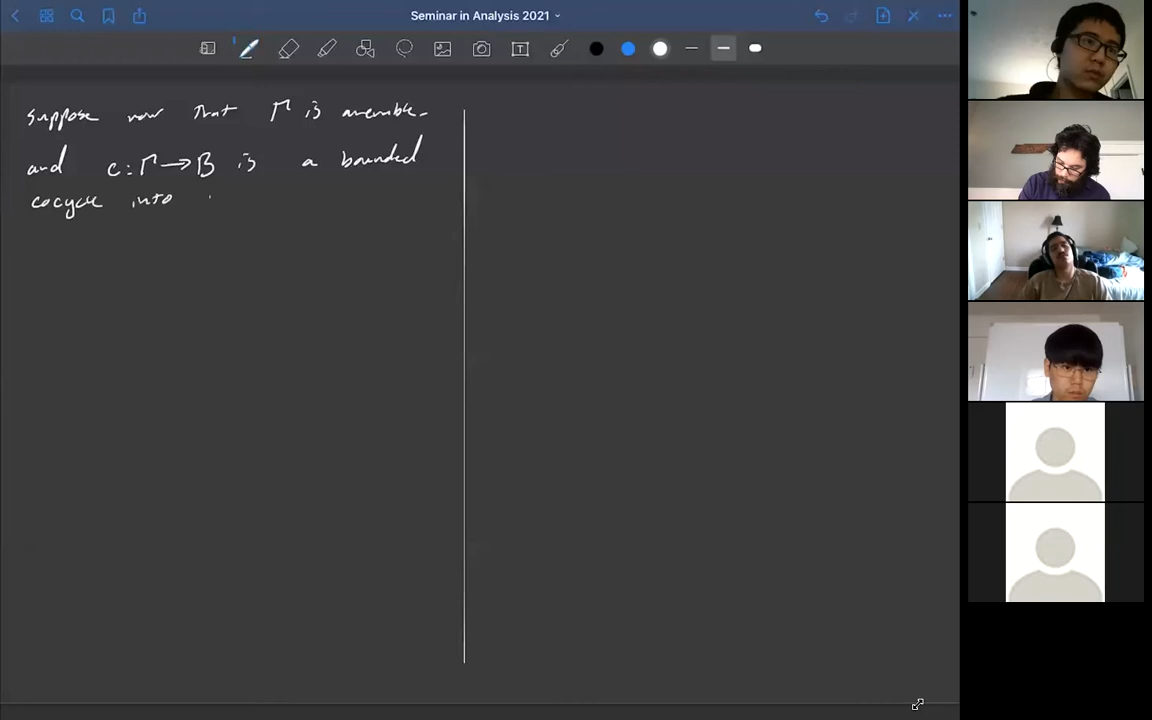 Seminar in Analysis 2021
Suppose now that Γ is amenable.
and c: Γ → B is a bounded
cocycle into